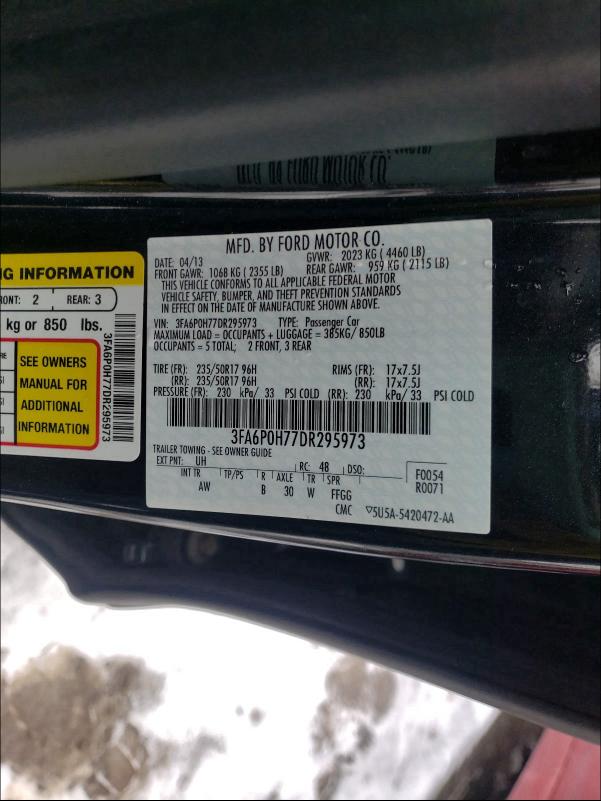 MFD. BY FORD MOTOR CO.
DATE: 04/13 GVWR: 2023 KG ( 4460 LB)
FRONT GAWR: 1068 KG ( 2355 LB) REAR GAWR: 959 KG ( 2115 LB)
THIS VEHICLE CONFORMS TO ALL APPLICABLE FEDERAL MOTOR
VEHICLE SAFETY, BUMPER, AND THEFT PREVENTION STANDARDS
IN EFFECT ON THE DATE OF MANUFACTURE SHOWN ABOVE.
VIN: 3FA6P0H77DR295973 TYPE: Passenger Car
MAXIMUM LOAD = OCCUPANTS + LUGGAGE = 385KG/ 850LB
OCCUPANTS = 5 TOTAL; 2 FRONT, 3 REAR
TIRE (FR): 235/50R17 96H RIMS (FR): 17x7.5J
(RR): 235/50R17 96H (RR): 17x7.5J
PRESSURE (FR): 230 kPa/ 33 PSI COLD (RR): 230 kPa/ 33 PSI COLD
3FA6P0H77DR295973
TRAILER TOWING - SEE OWNER GUIDE
EXT PNT: UH RC: 48 DSO: F0054
INT TR TP/PS R AXLE TR SPR R0071
AW B 30 W FFGG
CMC ▽5U5A-5420472-AA
NG INFORMATION
RONT: 2 REAR: 3
kg or 850 lbs.
SEE OWNERS
MANUAL FOR
ADDITIONAL
INFORMATION
3FA6P0H77DR295973